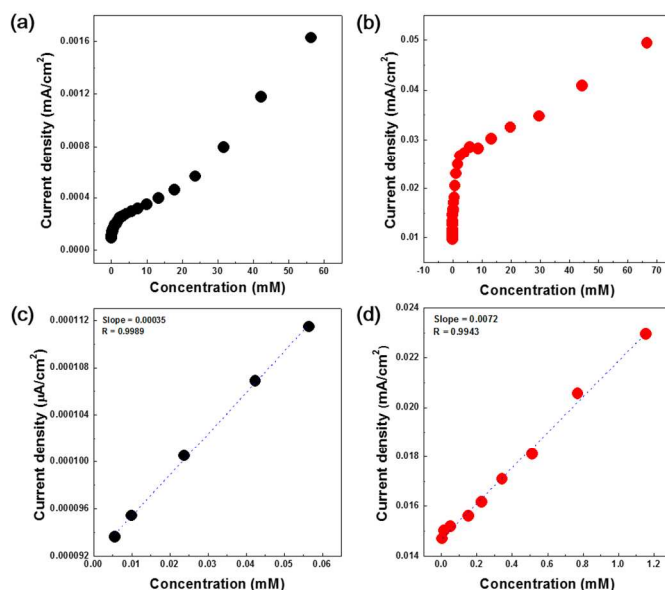 (a)
0.0016
0.0012
0.0008
0.0004
0.0000
Current density (mA/cm²)
0 10 20 30 40 50 60
Concentration (mM)
(b)
0.05
0.04
0.03
0.02
0.01
Current density (mA/cm²)
-10 0 10 20 30 40 50 60 70
Concentration (mM)
(c)
Slope = 0.00035
R = 0.9989
0.000112
0.000108
0.000104
0.000100
0.000096
0.000092
Current density (µA/cm²)
0.00 0.01 0.02 0.03 0.04 0.05 0.06
Concentration (mM)
(d)
Slope = 0.0072
R = 0.9943
0.024
0.022
0.020
0.018
0.016
0.014
Current density (mA/cm²)
0.0 0.2 0.4 0.6 0.8 1.0 1.2
Concentration (mM)